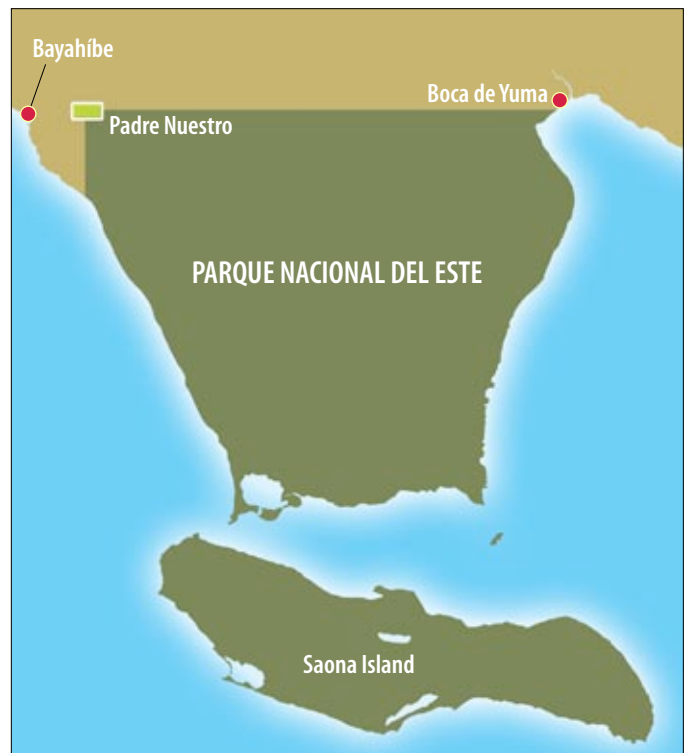 Bayahíbe
Boca de Yuma
Padre Nuestro
PARQUE NACIONAL DEL ESTE
Saona Island